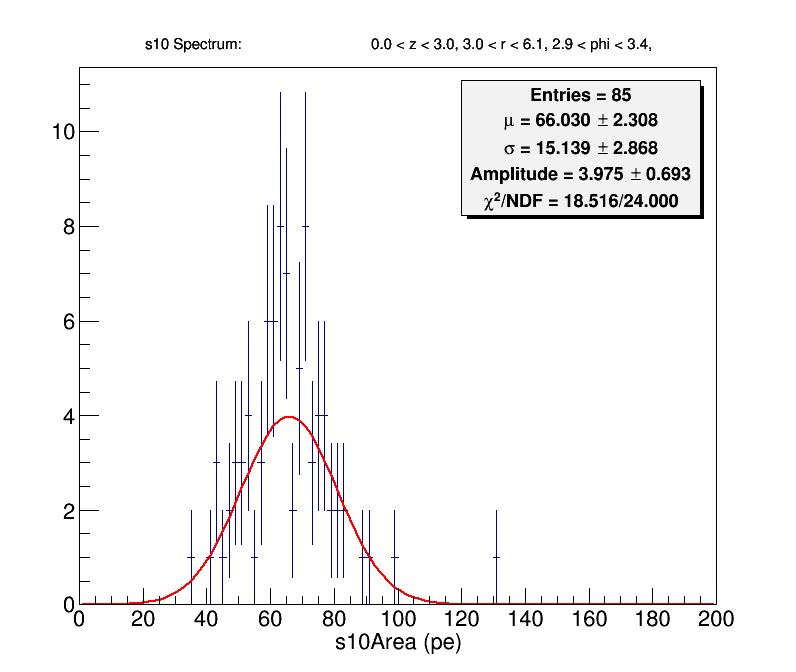 s10 Spectrum: 0.0 < z < 3.0, 3.0 < r < 6.1, 2.9 < phi < 3.4,
Entries = 85
μ = 66.030 ± 2.308
σ = 15.139 ± 2.868
Amplitude = 3.975 ± 0.693
χ²/NDF = 18.516/24.000
10
8
6
4
2
0
0 20 40 60 80 100 120 140 160 180 200
s10Area (pe)